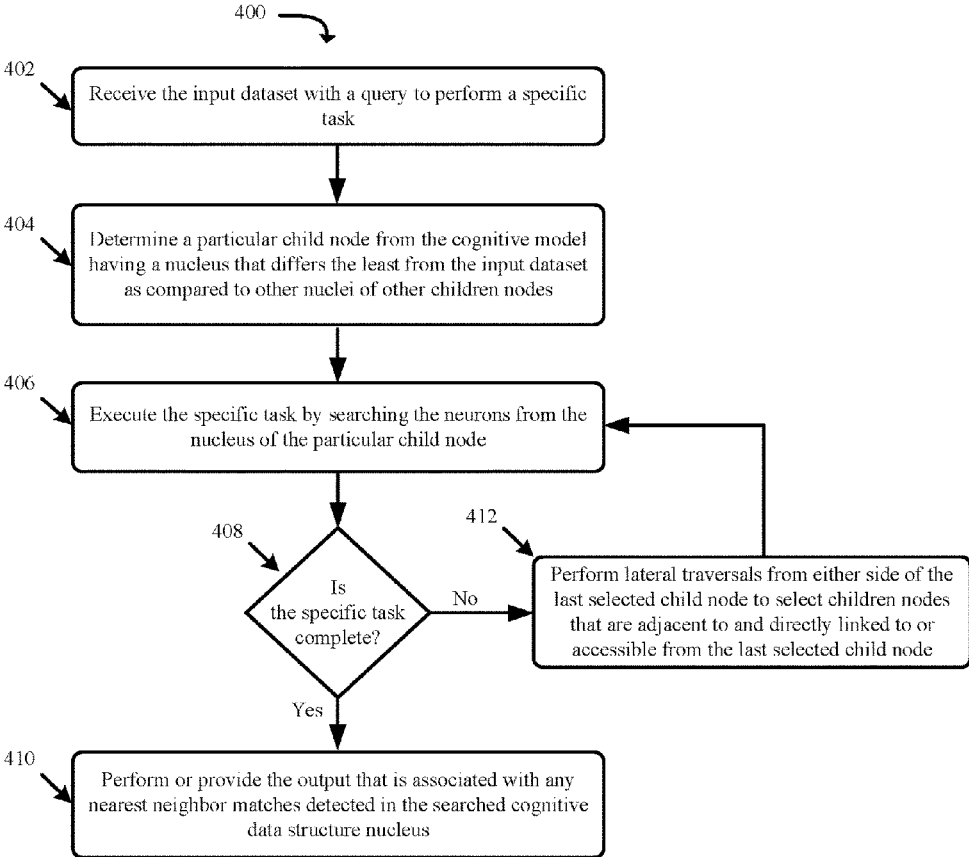 400
402
Receive the input dataset with a query to perform a specific
task
404
Determine a particular child node from the cognitive model
having a nucleus that differs the least from the input dataset
as compared to other nuclei of other children nodes
406
Execute the specific task by searching the neurons from the
nucleus of the particular child node
408
Is
the specific task
complete?
No
412
Perform lateral traversals from either side of the
last selected child node to select children nodes
that are adjacent to and directly linked to or
accessible from the last selected child node
Yes
410
Perform or provide the output that is associated with any
nearest neighbor matches detected in the searched cognitive
data structure nucleus